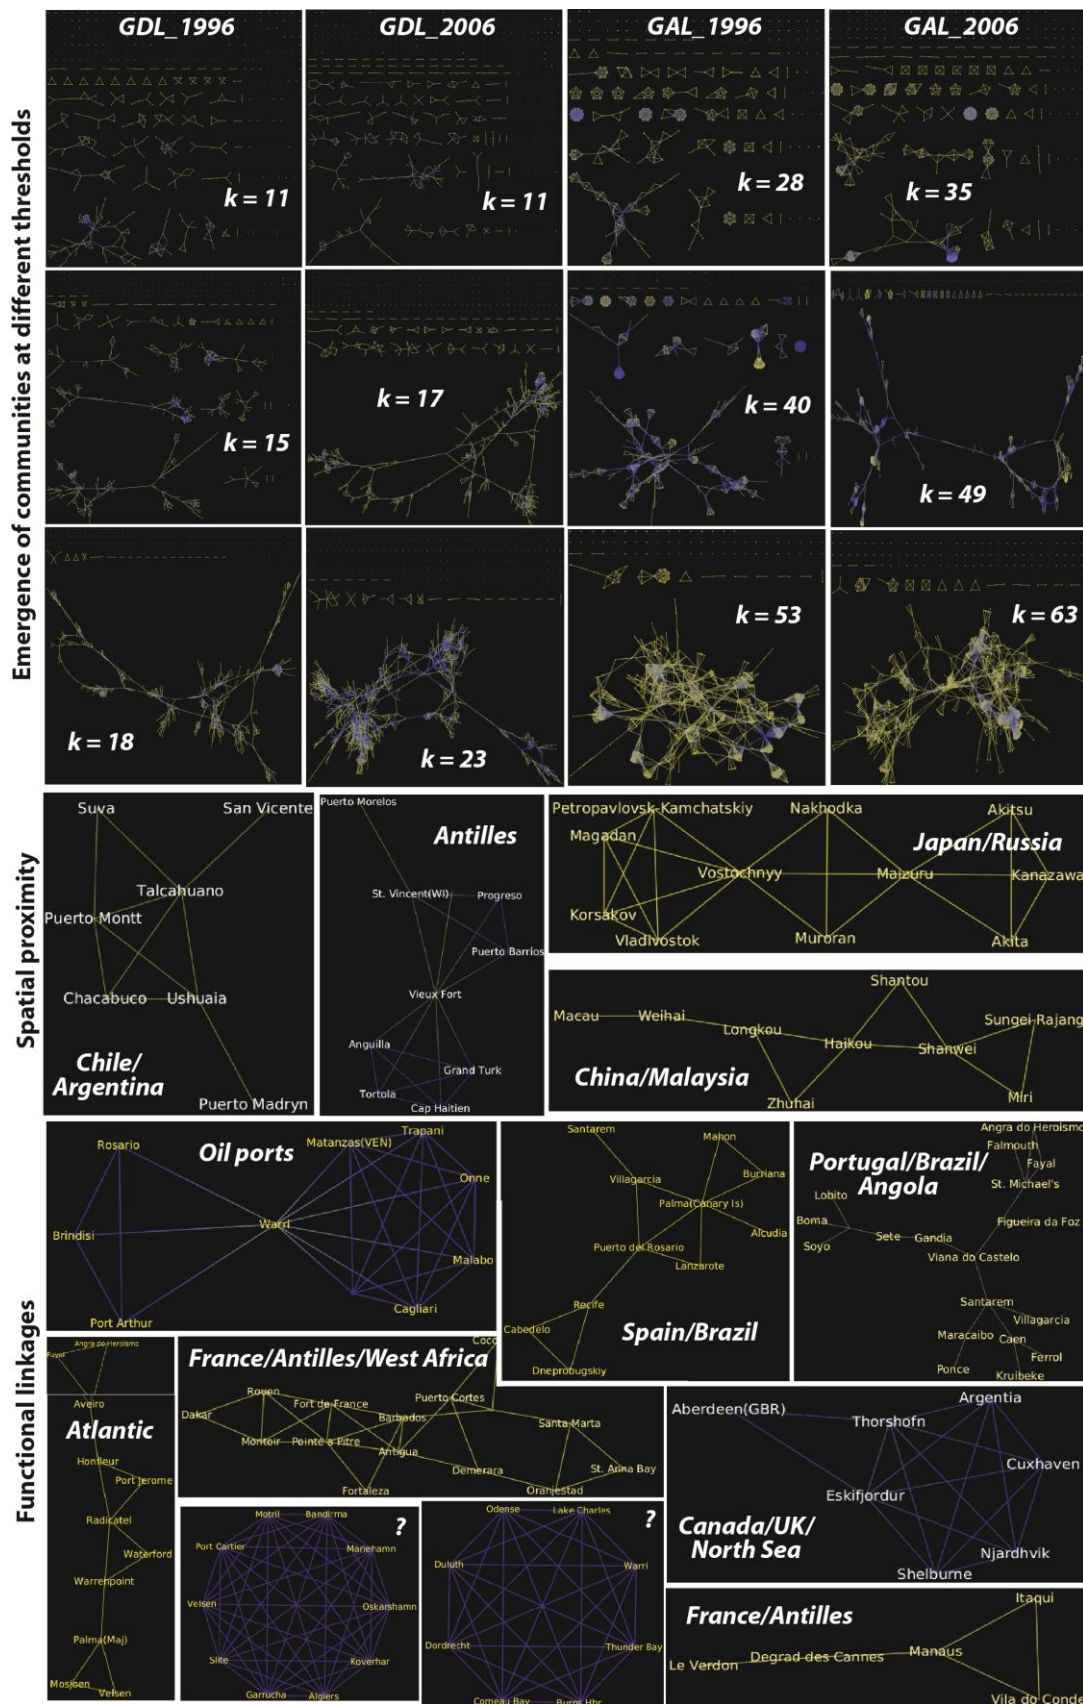 GDL_1996
GDL_2006
GAL_1996
GAL_2006
Emergence of communities at different thresholds
k = 11
k = 11
k = 28
k = 35
k = 15
k = 17
k = 40
k = 49
k = 18
k = 23
k = 53
k = 63
Spatial proximity
Suva
San Vicente
Talcahuano
Puerto Montt
Chacabuco
Ushuaia
Chile/
Argentina
Puerto Madryn
Puerto Morelos
Antilles
St. Vincent(WI)
Progreso
Puerto Barrios
Vieux Fort
Anguilla
Grand Turk
Tortola
Cap Haitien
Petropavlovsk-Kamchatskiy
Nakhodka
Akitsu
Magadan
Japan/Russia
Vostochnyy
Maizuru
Kanazawa
Korsakov
Vladivostok
Muroran
Akita
Shantou
Macau
Weihai
Longkou
Sungei Rajang
Haikou
Shanwei
China/Malaysia
Zhuhai
Miri
Functional linkages
Rosario
Oil ports
Matanzas(VEN)
Trapani
Onne
Warri
Brindisi
Malabo
Cagliari
Port Arthur
Santarem
Mahon
Villagarcia
Burriana
Palma(Canary Is)
Alcudia
Puerto del Rosario
Lanzarote
Recife
Cabedelo
Spain/Brazil
Dneprobugskiy
Angra do Heroismo
Falmouth
Fayal
Portugal/Brazil/
Angola
St. Michael's
Lobito
Boma
Figueira da Foz
Soyo
Sete
Gandia
Viana do Castelo
Santarem
Villagarcia
Maracaibo
Caen
Ferrol
Ponce
Kruibeke
Angra do Heroismo
Fayal
Aveiro
Atlantic
Honfleur
Port Jerome
Radicatel
Waterford
Warrenpoint
Palma(Maj)
Mosjoen
Velsen
France/Antilles/West Africa
Rouen
Fort de France
Puerto Cortes
Dakar
Barbados
Santa Marta
Montoir
Pointe a Pitre
Antigua
Demerara
St. Anna Bay
Fortaleza
Oranjestad
Motril
Bandirma
?
Port Cartier
Mariehamn
Velsen
Oskarshamn
Slite
Koverhar
Garrucha
Algiers
Odense
Lake Charles
?
Duluth
Warri
Dordrecht
Thunder Bay
Comeau Bay
Burns Hbr
Aberdeen(GBR)
Argentia
Thorshofn
Cuxhaven
Eskifjordur
Canada/UK/
North Sea
Njardhvik
Shelburne
France/Antilles
Itaqui
Le Verdon
Degrad des Cannes
Manaus
Vila do Conde